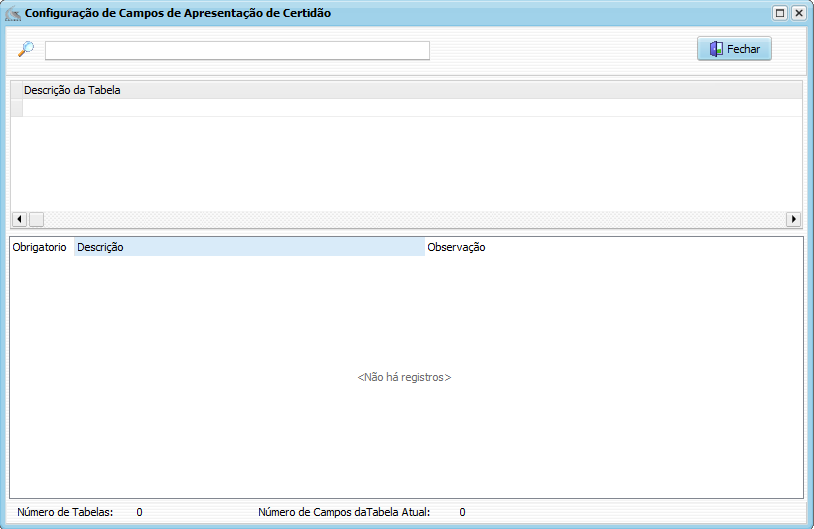 Configuração de Campos de Apresentação de Certidão
Fechar
Descrição da Tabela
Obrigatorio Descrição Observação
<Não há registros>
Número de Tabelas: 0 Número de Campos daTabela Atual: 0